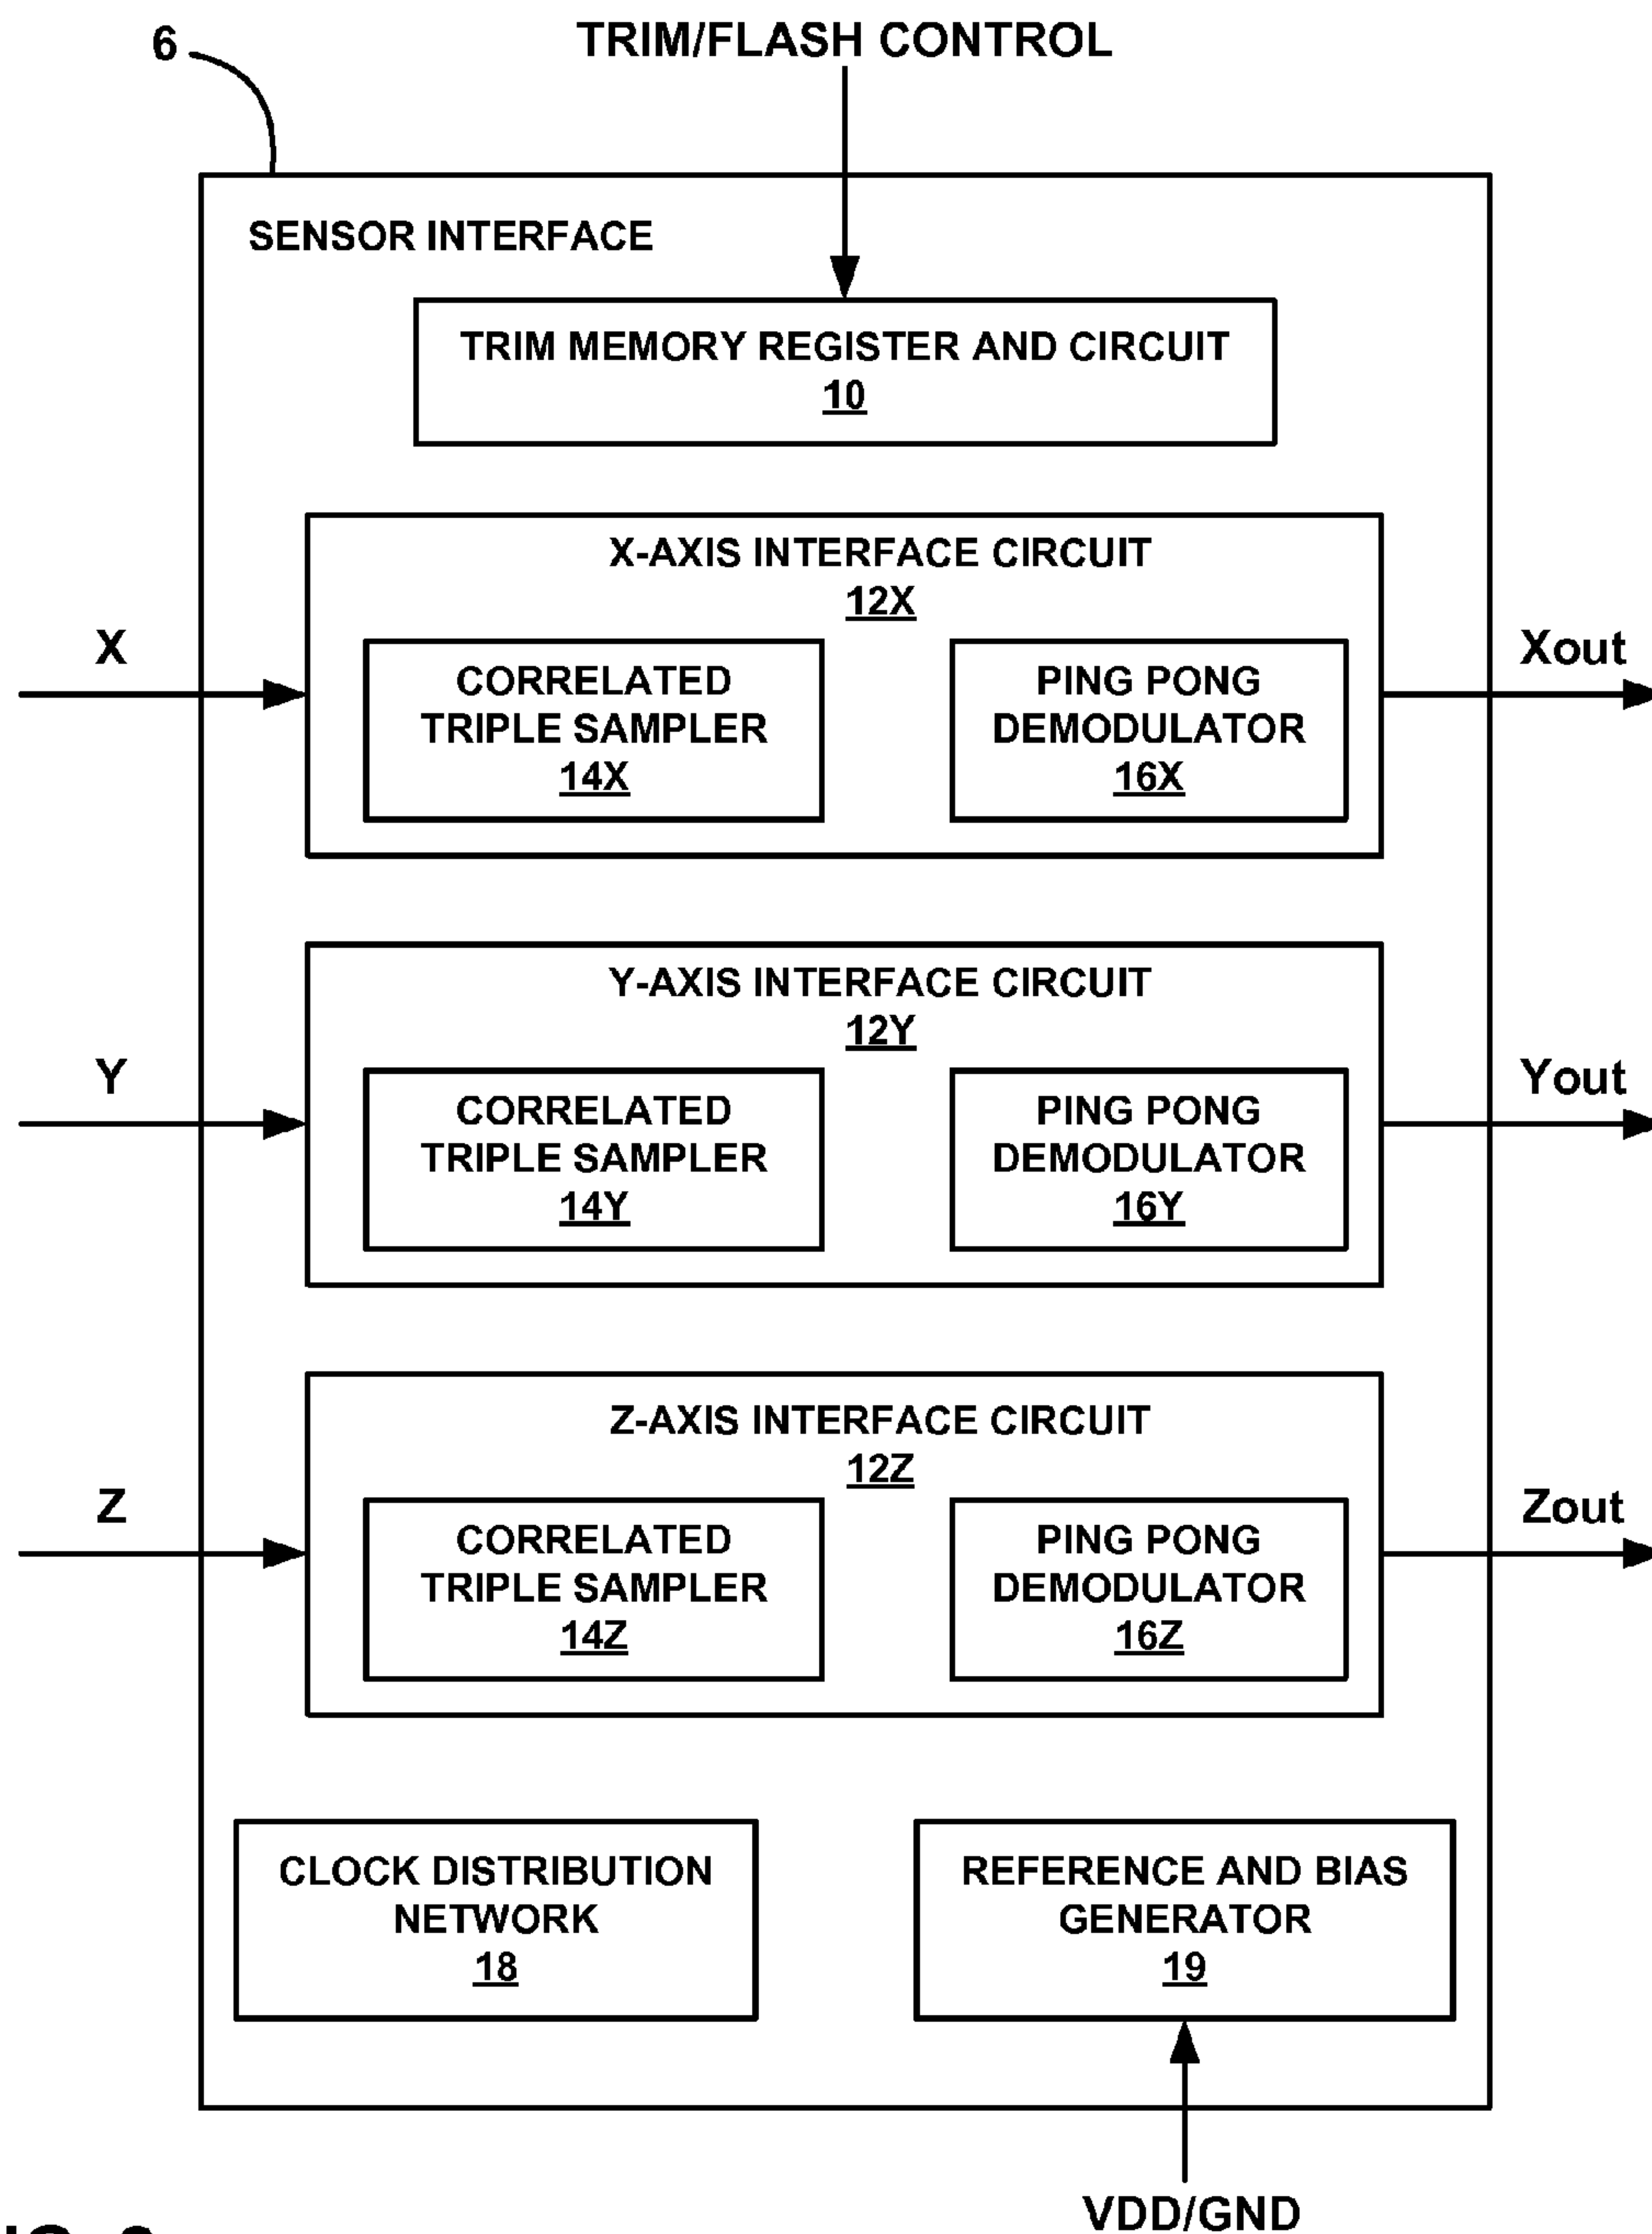 6
TRIM/FLASH CONTROL
SENSOR INTERFACE
TRIM MEMORY REGISTER AND CIRCUIT
10
X-AXIS INTERFACE CIRCUIT
12X
X
CORRELATED
TRIPLE SAMPLER
14X
PING PONG
DEMODULATOR
16X
Xout
Y-AXIS INTERFACE CIRCUIT
12Y
Y
CORRELATED
TRIPLE SAMPLER
14Y
PING PONG
DEMODULATOR
16Y
Yout
Z-AXIS INTERFACE CIRCUIT
12Z
Z
CORRELATED
TRIPLE SAMPLER
14Z
PING PONG
DEMODULATOR
16Z
Zout
CLOCK DISTRIBUTION
NETWORK
18
REFERENCE AND BIAS
GENERATOR
19
VDD/GND